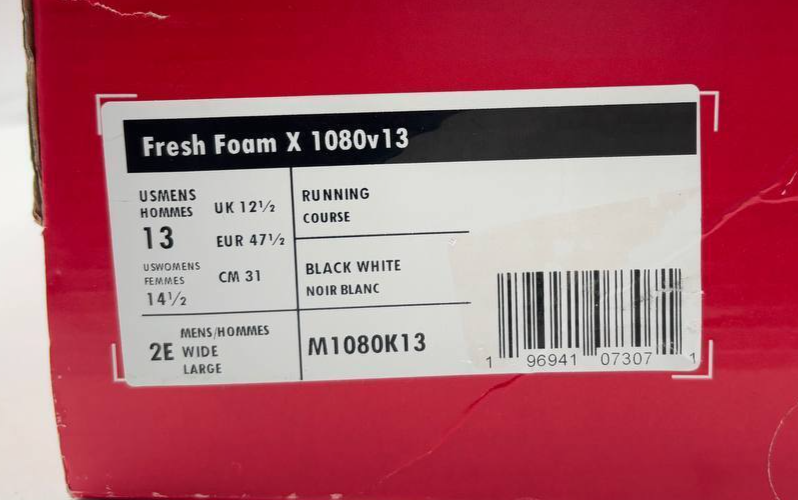 Fresh Foam X 1080v13
USMENS
HOMMES
13
UK 12½
EUR 47½
USWOMENS
FEMMES
14½
CM 31
RUNNING
COURSE
BLACK WHITE
NOIR BLANC
MENS/HOMMES
2E WIDE
LARGE
M1080K13
1 96941 07307 1